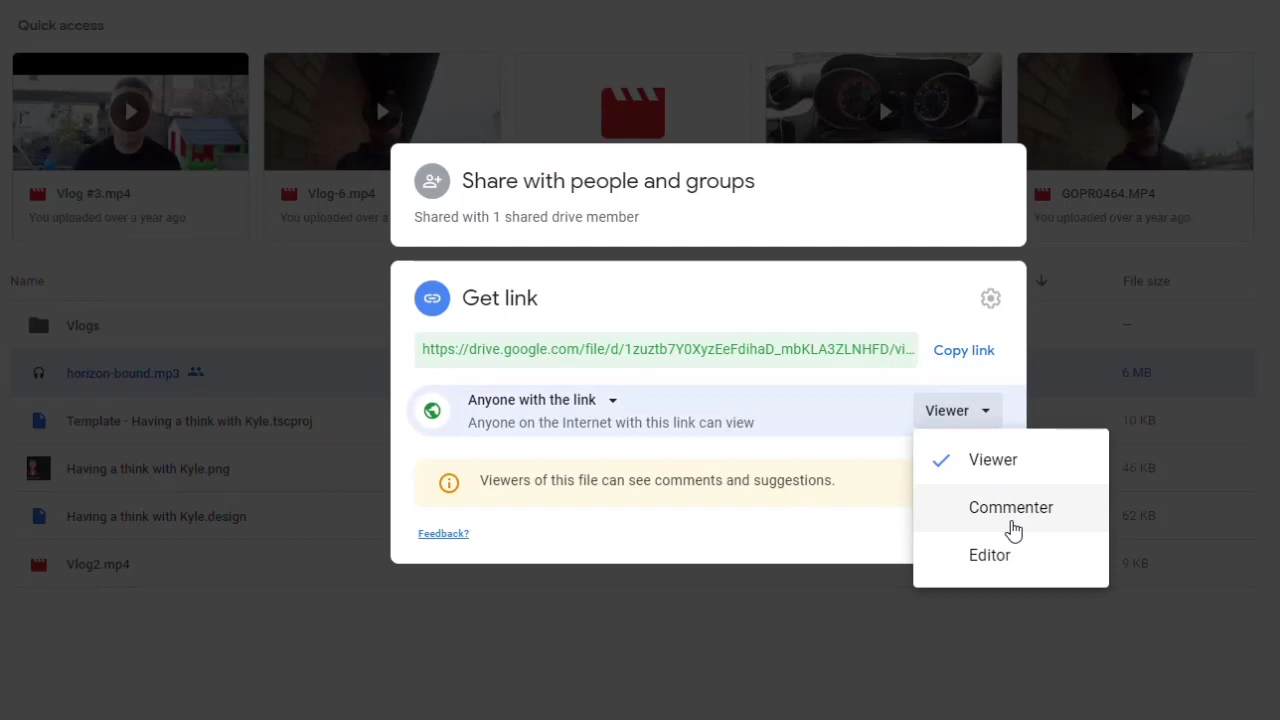 Quick access
Vlog #3.mp4
You uploaded over a year ago
Vlog-6.mp4
You uploaded over a
GOPR0464.MP4
You uploaded over a year ago
Share with people and groups
Shared with 1 shared drive member
Name
File size
Vlogs
–
horizon-bound.mp3
6 MB
Template - Having a think with Kyle.tscproj
10 KB
Having a think with Kyle.png
46 KB
Having a think with Kyle.design
62 KB
Vlog2.mp4
9 KB
Get link
https://drive.google.com/file/d/1zuztb7Y0XyzEeFdihaD_mbKLA3ZLNHFD/vi...
Copy link
Anyone with the link
Anyone on the Internet with this link can view
Viewer
Viewers of this file can see comments and suggestions.
Feedback?
Viewer
Commenter
Editor